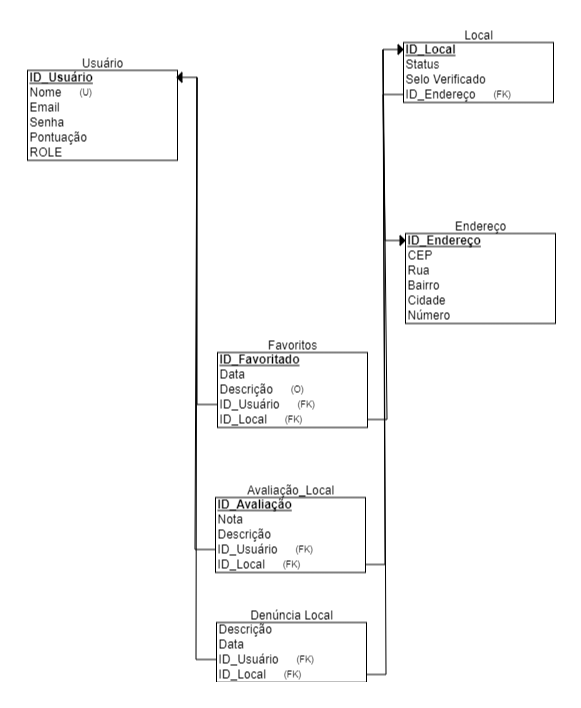 Usuário
ID_Usuário
Nome (U)
Email
Senha
Pontuação
ROLE
Local
ID_Local
Status
Selo Verificado
ID_Endereço (FK)
Endereço
ID_Endereço
CEP
Rua
Bairro
Cidade
Número
Favoritos
ID_Favoritado
Data
Descrição (O)
ID_Usuário (FK)
ID_Local (FK)
Avaliação_Local
ID_Avaliação
Nota
Descrição
ID_Usuário (FK)
ID_Local (FK)
Denúncia Local
Descrição
Data
ID_Usuário (FK)
ID_Local (FK)